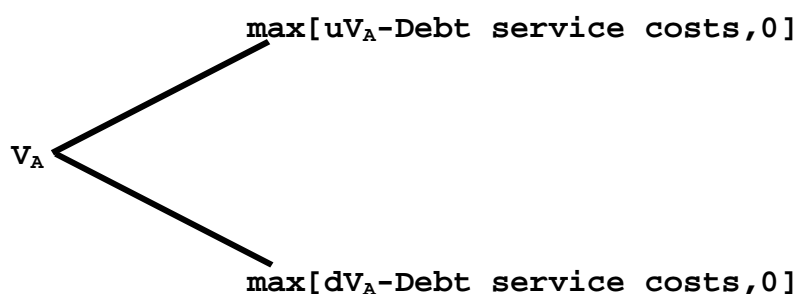 max[uV_A-Debt service costs,0]
V_A
max[dV_A-Debt service costs,0]